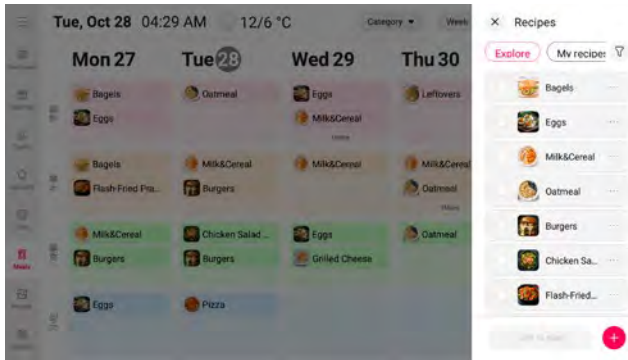 Tue, Oct 28 04:29 AM 12/6 °C
Category
Week
Mon 27
Tue 28
Wed 29
Thu 30
Bagels
Oatmeal
Eggs
Leftovers
Eggs
Milk&Cereal
Bagels
Milk&Cereal
Milk&Cereal
Milk&Cereal
Flash-Fried Pra...
Burgers
Oatmeal
Milk&Cereal
Chicken Salad ...
Eggs
Oatmeal
Burgers
Burgers
Grilled Cheese
Eggs
Pizza
Meals
× Recipes
Explore
My recipes
Bagels
Eggs
Milk&Cereal
Oatmeal
Burgers
Chicken Sa...
Flash-Fried...